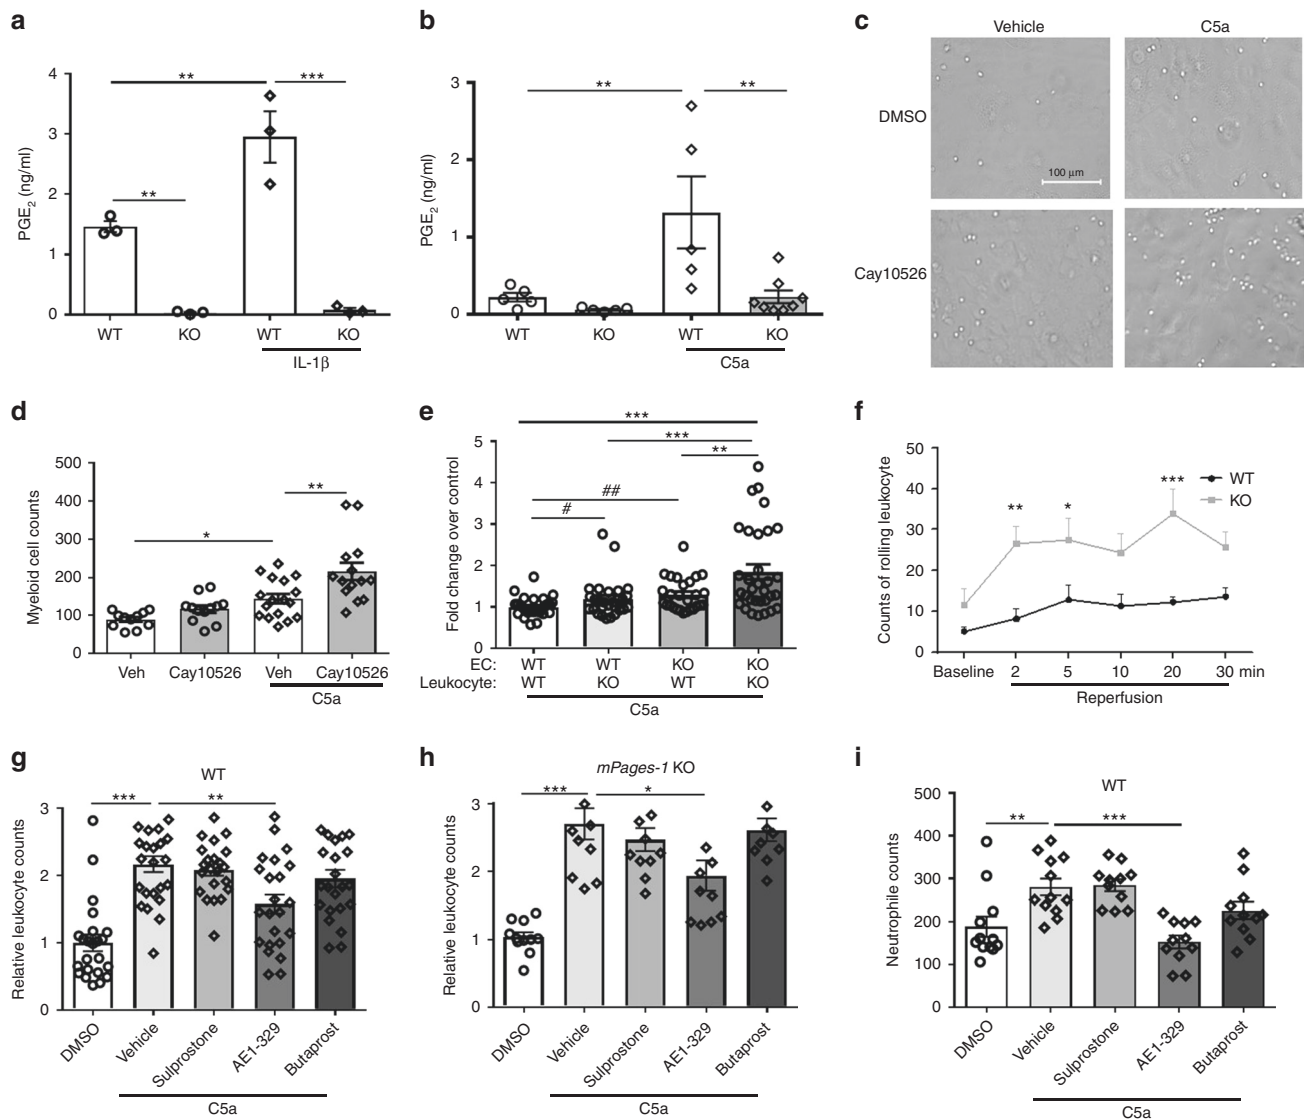 a
4
3
2
1
0
PGE2 (ng/ml)
**
***
**
WT KO WT KO
IL-1β
b
3
2
1
0
PGE2 (ng/ml)
**
**
WT KO WT KO
C5a
c
Vehicle C5a
DMSO
100 µm
Cay10526
d
500
400
300
200
100
0
Myeloid cell counts
**
*
Veh Cay10526 Veh Cay10526
C5a
e
5
4
3
2
1
0
Fold change over control
***
***
**
##
#
EC: WT WT KO KO
Leukocyte: WT KO WT KO
C5a
f
50
40
30
20
10
0
Counts of rolling leukocyte
WT
KO
** * ***
Baseline 2 5 10 20 30 min
Reperfusion
g
WT
3
2
1
0
Relative leukocyte counts
*** **
DMSO Vehicle Sulprostone AE1-329 Butaprost
C5a
h
mPages-1 KO
3
2
1
0
Relative leukocyte counts
*** *
DMSO Vehicle Sulprostone AE1-329 Butaprost
C5a
i
WT
500
400
300
200
100
0
Neutrophile counts
** ***
DMSO Vehicle Sulprostone AE1-329 Butaprost
C5a